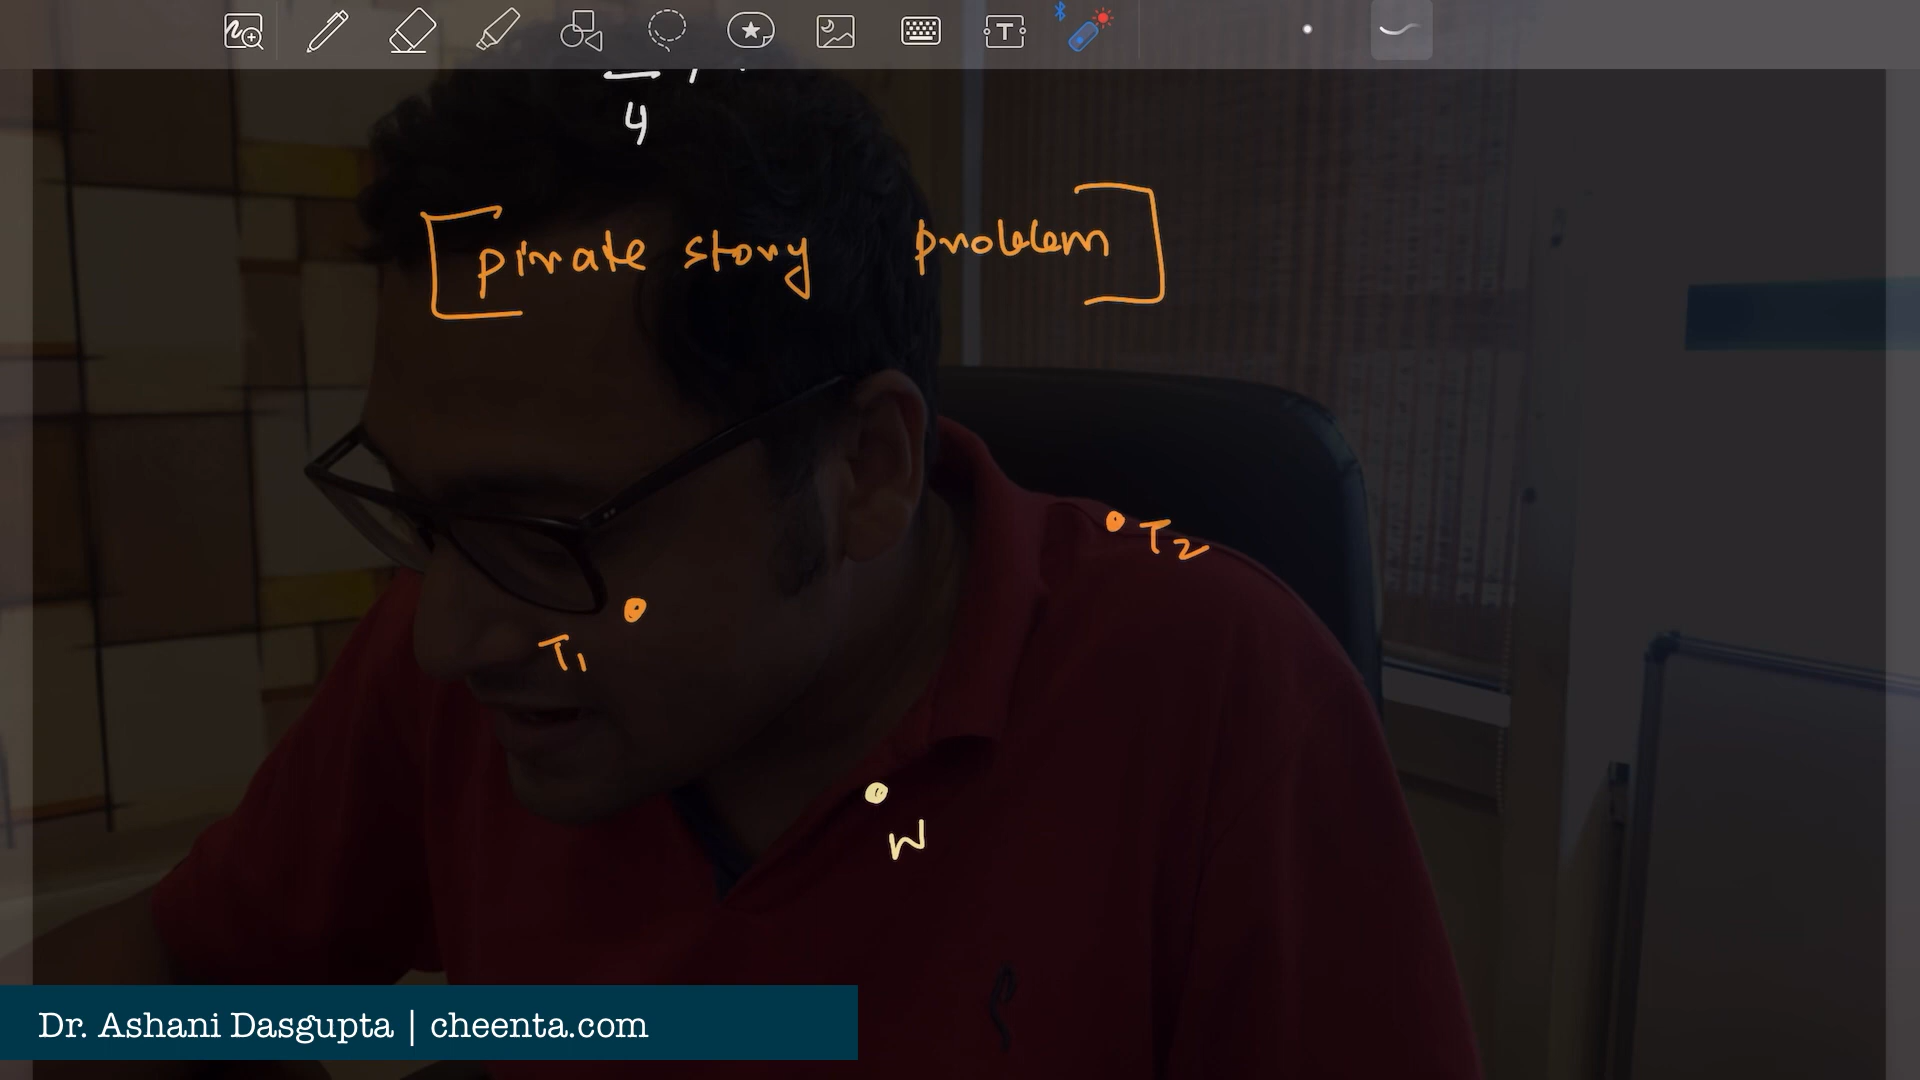 4
[pirate story problem]
T2
T1
W
Dr. Ashani Dasgupta | cheenta.com